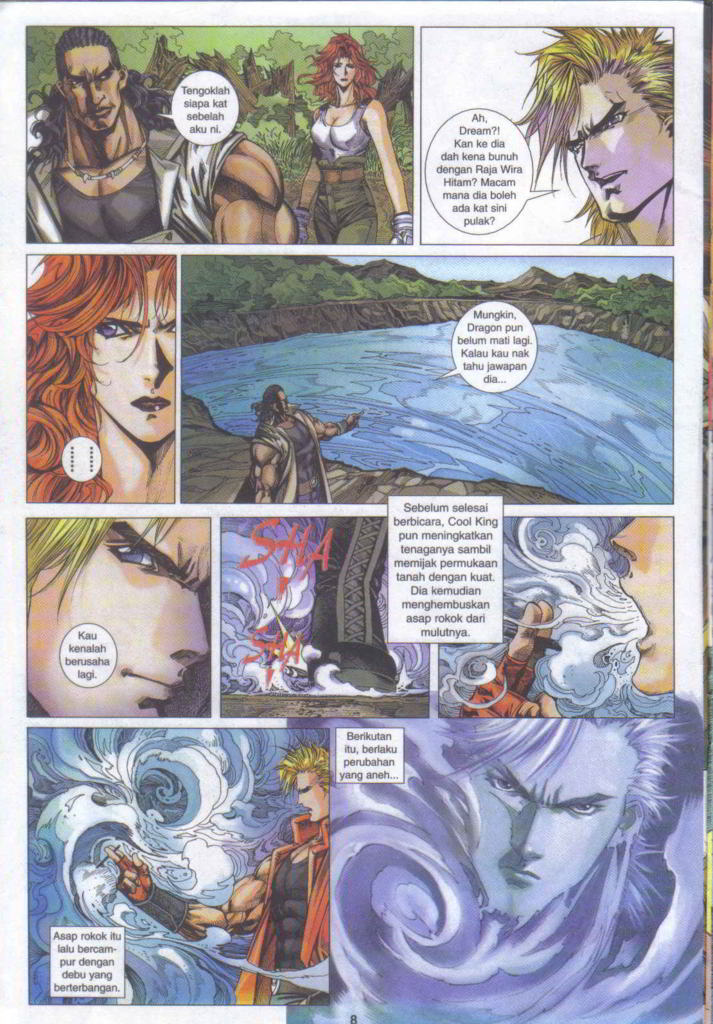 Tengoklah
siapa kat
sebelah
aku ni.
Ah,
Dream?!
Kan ke dia
dah kena bunuh
dengan Raja Wira
Hitam? Macam
mana dia boleh
ada kat sini
pulak?
Mungkin,
Dragon pun
belum mati lagi.
Kalau kau nak
tahu jawapan
dia...
Kau
kenalah
berusaha
lagi.
SHA
SHA
Sebelum selesai
berbicara, Cool King
pun meningkatkan
tenaganya sambil
memijak permukaan
tanah dengan kuat.
Dia kemudian
menghembuskan
asap rokok dari
mulutnya.
Asap rokok itu
lalu bercam-
pur dengan
debu yang
berterbangan.
Berikutan
itu, berlaku
perubahan
yang aneh...
8